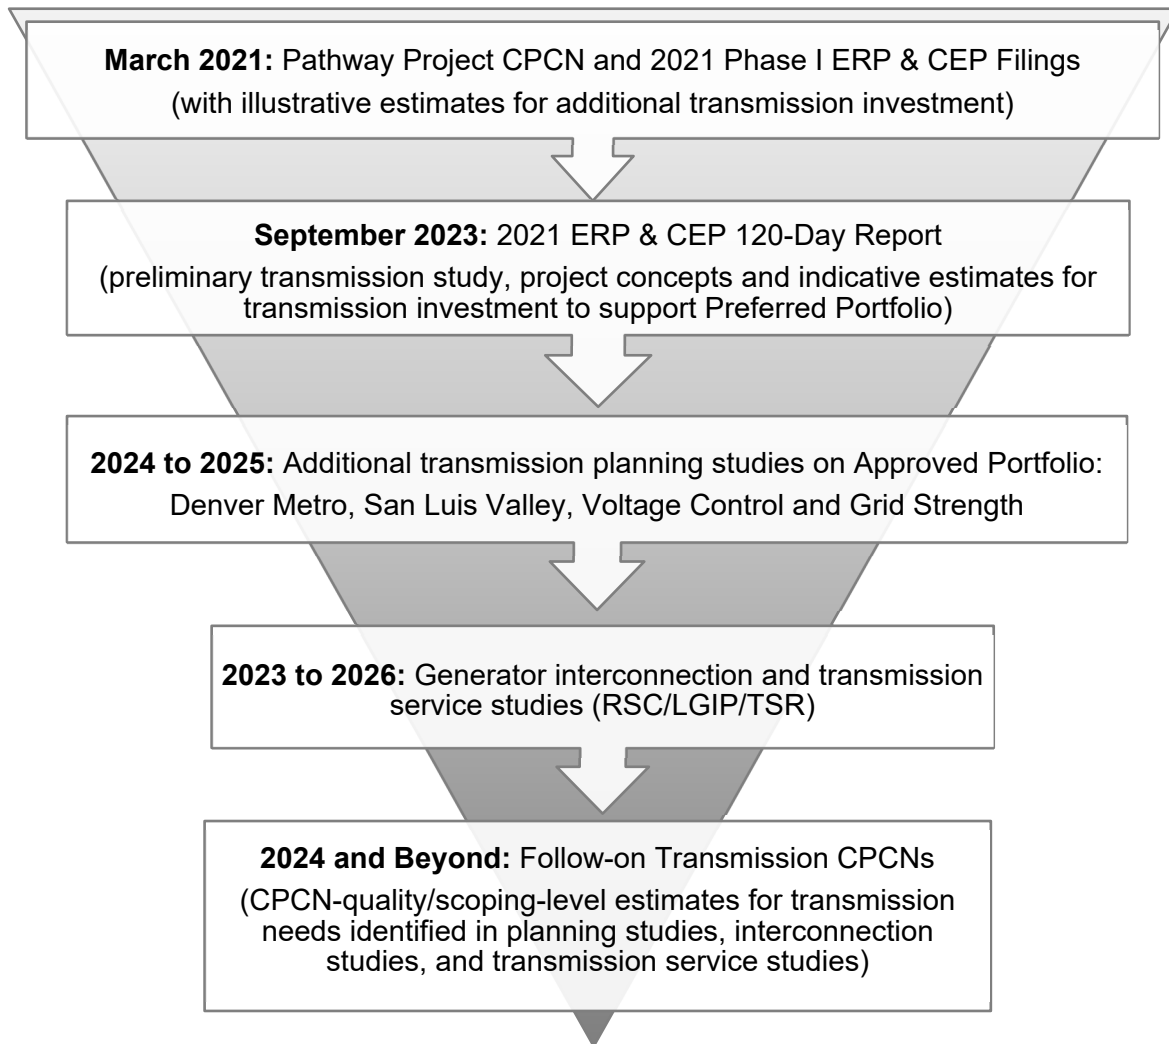 March 2021: Pathway Project CPCN and 2021 Phase I ERP & CEP Filings
(with illustrative estimates for additional transmission investment)
September 2023: 2021 ERP & CEP 120-Day Report
(preliminary transmission study, project concepts and indicative estimates for
transmission investment to support Preferred Portfolio)
2024 to 2025: Additional transmission planning studies on Approved Portfolio:
Denver Metro, San Luis Valley, Voltage Control and Grid Strength
2023 to 2026: Generator interconnection and transmission
service studies (RSC/LGIP/TSR)
2024 and Beyond: Follow-on Transmission CPCNs
(CPCN-quality/scoping-level estimates for transmission
needs identified in planning studies, interconnection
studies, and transmission service studies)